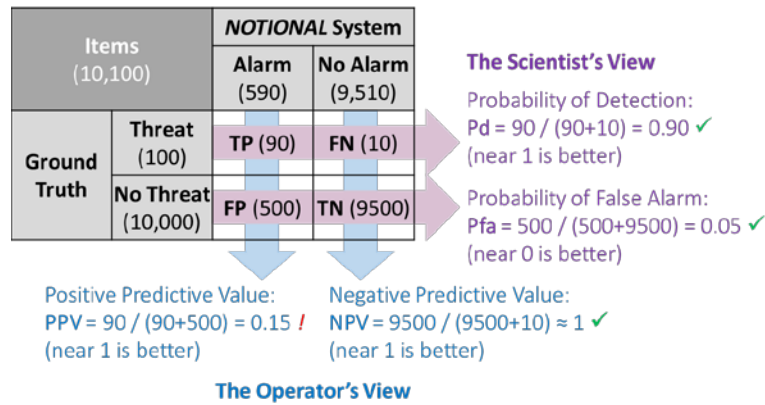 Items
(10,100)
NOTIONAL System
Alarm
(590)
No Alarm
(9,510)
Ground
Truth
Threat
(100)
TP (90)
FN (10)
No Threat
(10,000)
FP (500)
TN (9500)
The Scientist's View
Probability of Detection:
Pd = 90 / (90+10) = 0.90 ✓
(near 1 is better)
Probability of False Alarm:
Pfa = 500 / (500+9500) = 0.05 ✓
(near 0 is better)
Positive Predictive Value:
PPV = 90 / (90+500) = 0.15 !
(near 1 is better)
Negative Predictive Value:
NPV = 9500 / (9500+10) ≈ 1 ✓
(near 1 is better)
The Operator's View